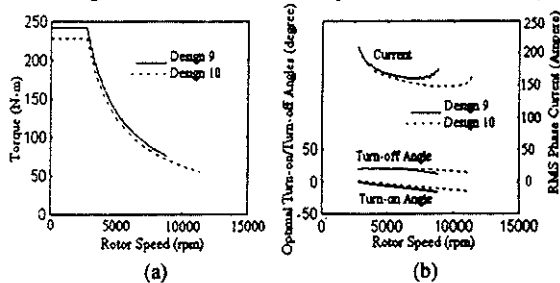 (a)
(b)
250
200
150
100
50
0
Torque (N·m)
Design 9
Design 10
0
5000
10000
15000
Rotor Speed (rpm)
Optimal Turn-on/Turn-off Angles (degree)
50
0
-50
Current
Design 9
Design 10
Turn-off Angle
Turn-on Angle
0
5000
10000
15000
Rotor Speed (rpm)
250
200
150
100
50
0
RMS Phase Current (Ampere)
(a)
(b)